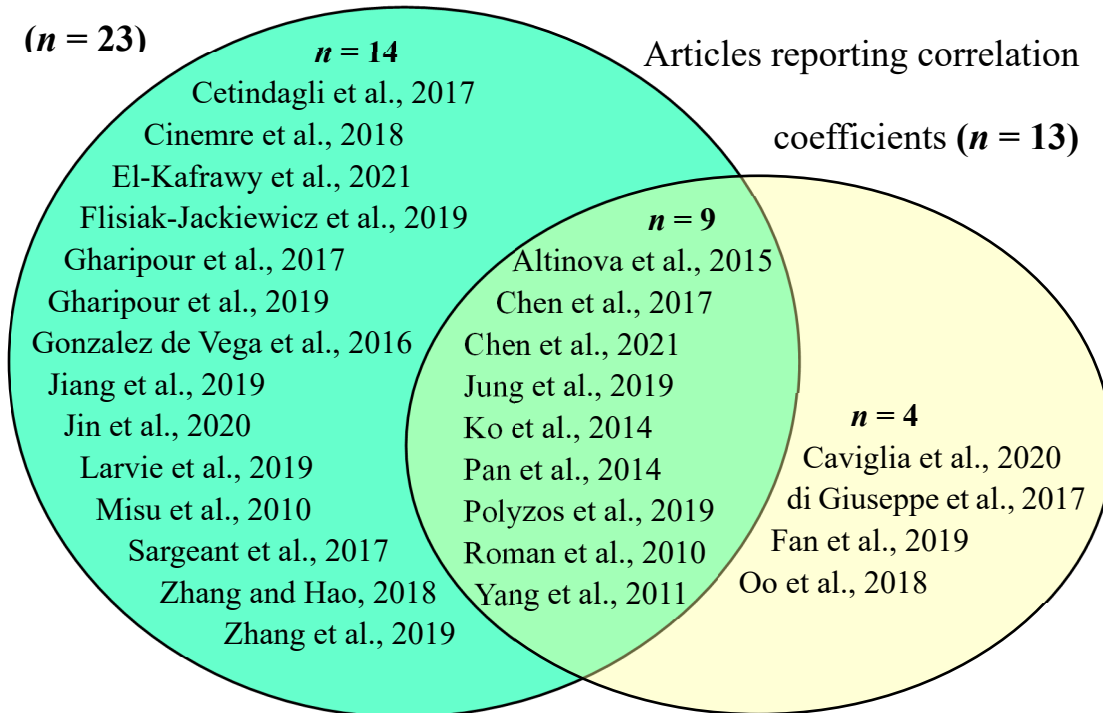 (n = 23)
n = 14
Cetindagli et al., 2017
Cinemre et al., 2018
El-Kafrawy et al., 2021
Flisiak-Jackiewicz et al., 2019
Gharipour et al., 2017
Gharipour et al., 2019
Gonzalez de Vega et al., 2016
Jiang et al., 2019
Jin et al., 2020
Larvie et al., 2019
Misu et al., 2010
Sargeant et al., 2017
Zhang and Hao, 2018
Zhang et al., 2019
Articles reporting correlation
coefficients (n = 13)
n = 9
Altinova et al., 2015
Chen et al., 2017
Chen et al., 2021
Jung et al., 2019
Ko et al., 2014
Pan et al., 2014
Polyzos et al., 2019
Roman et al., 2010
Yang et al., 2011
n = 4
Caviglia et al., 2020
di Giuseppe et al., 2017
Fan et al., 2019
Oo et al., 2018